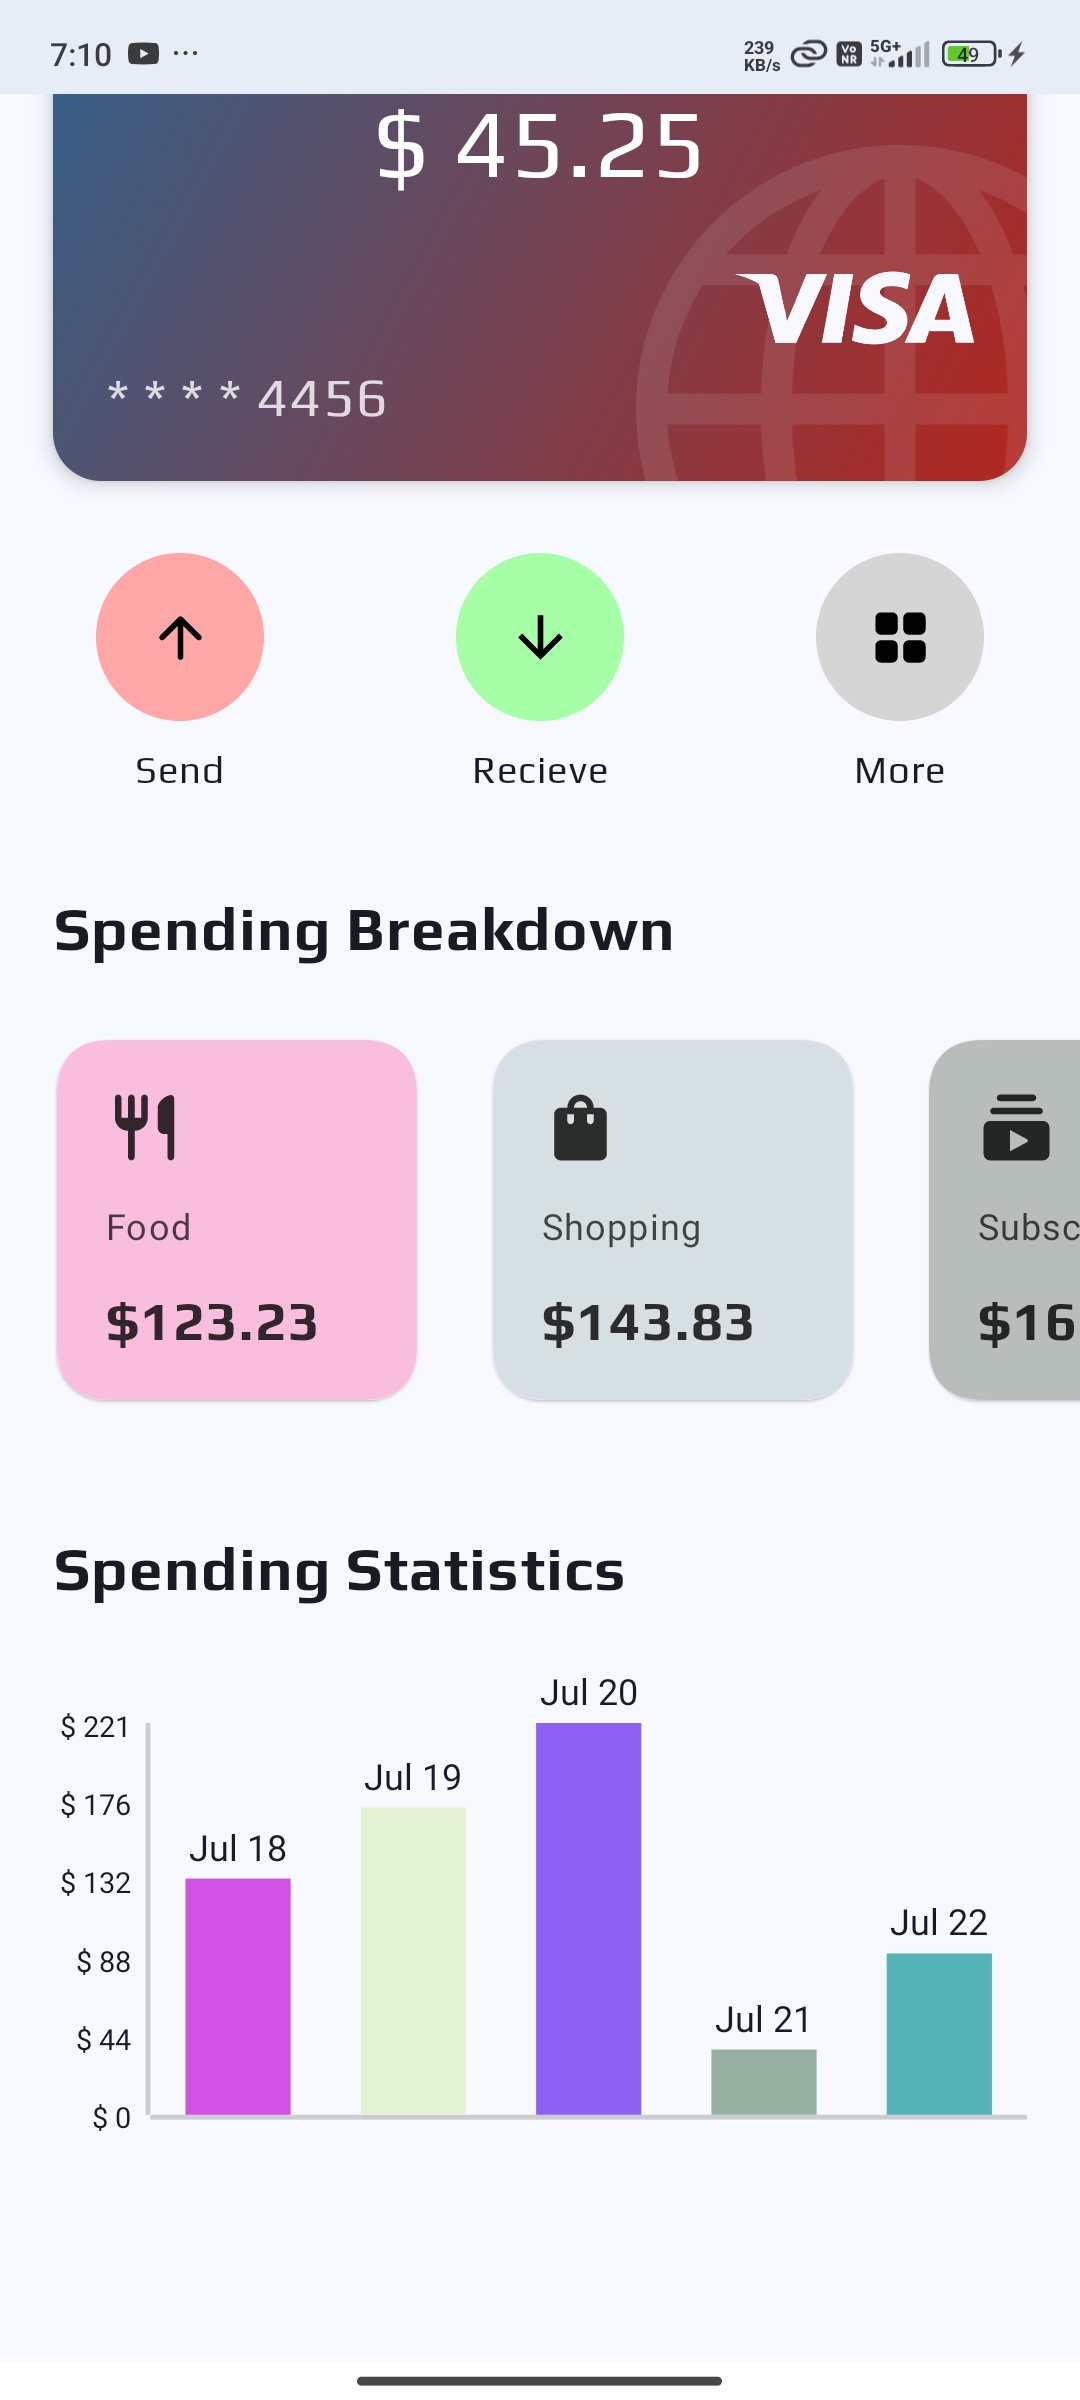 7:10 ... 239 KB/s Vo NR 5G+ 49
$ 45.25
VISA
* * * * 4456
Send Recieve More
Spending Breakdown
Food Shopping Subsc
$123.23 $143.83 $16
Spending Statistics
Jul 20
$ 221
Jul 19
$ 176
Jul 18
$ 132
Jul 22
$ 88
Jul 21
$ 44
$ 0